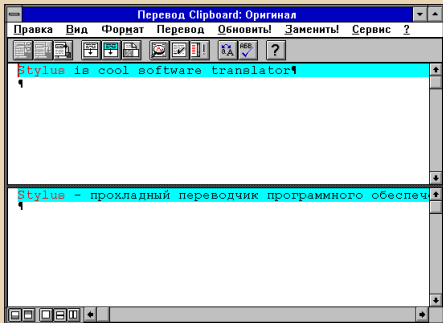 Перевод Clipboard: Оригинал
Правка Вид Формат Перевод Обновить! Заменить! Сервис ?
Stylus is cool software translator¶
¶
Stylus - прохладный переводчик программного обеспеч
¶